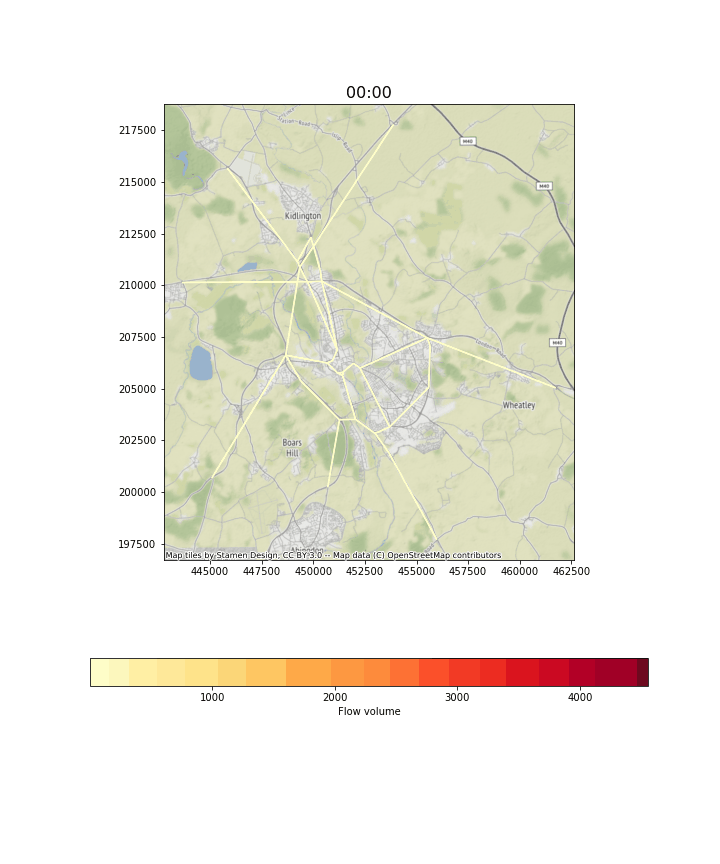 00:00
217500
215000
212500
210000
207500
205000
202500
200000
197500
M40
M40
M40
Kidlington
Wheatley
Boars
Hill
Abingdon
Map tiles by Stamen Design, CC BY 3.0 -- Map data (C) OpenStreetMap contributors
445000 447500 450000 452500 455000 457500 460000 462500
1000 2000 3000 4000
Flow volume